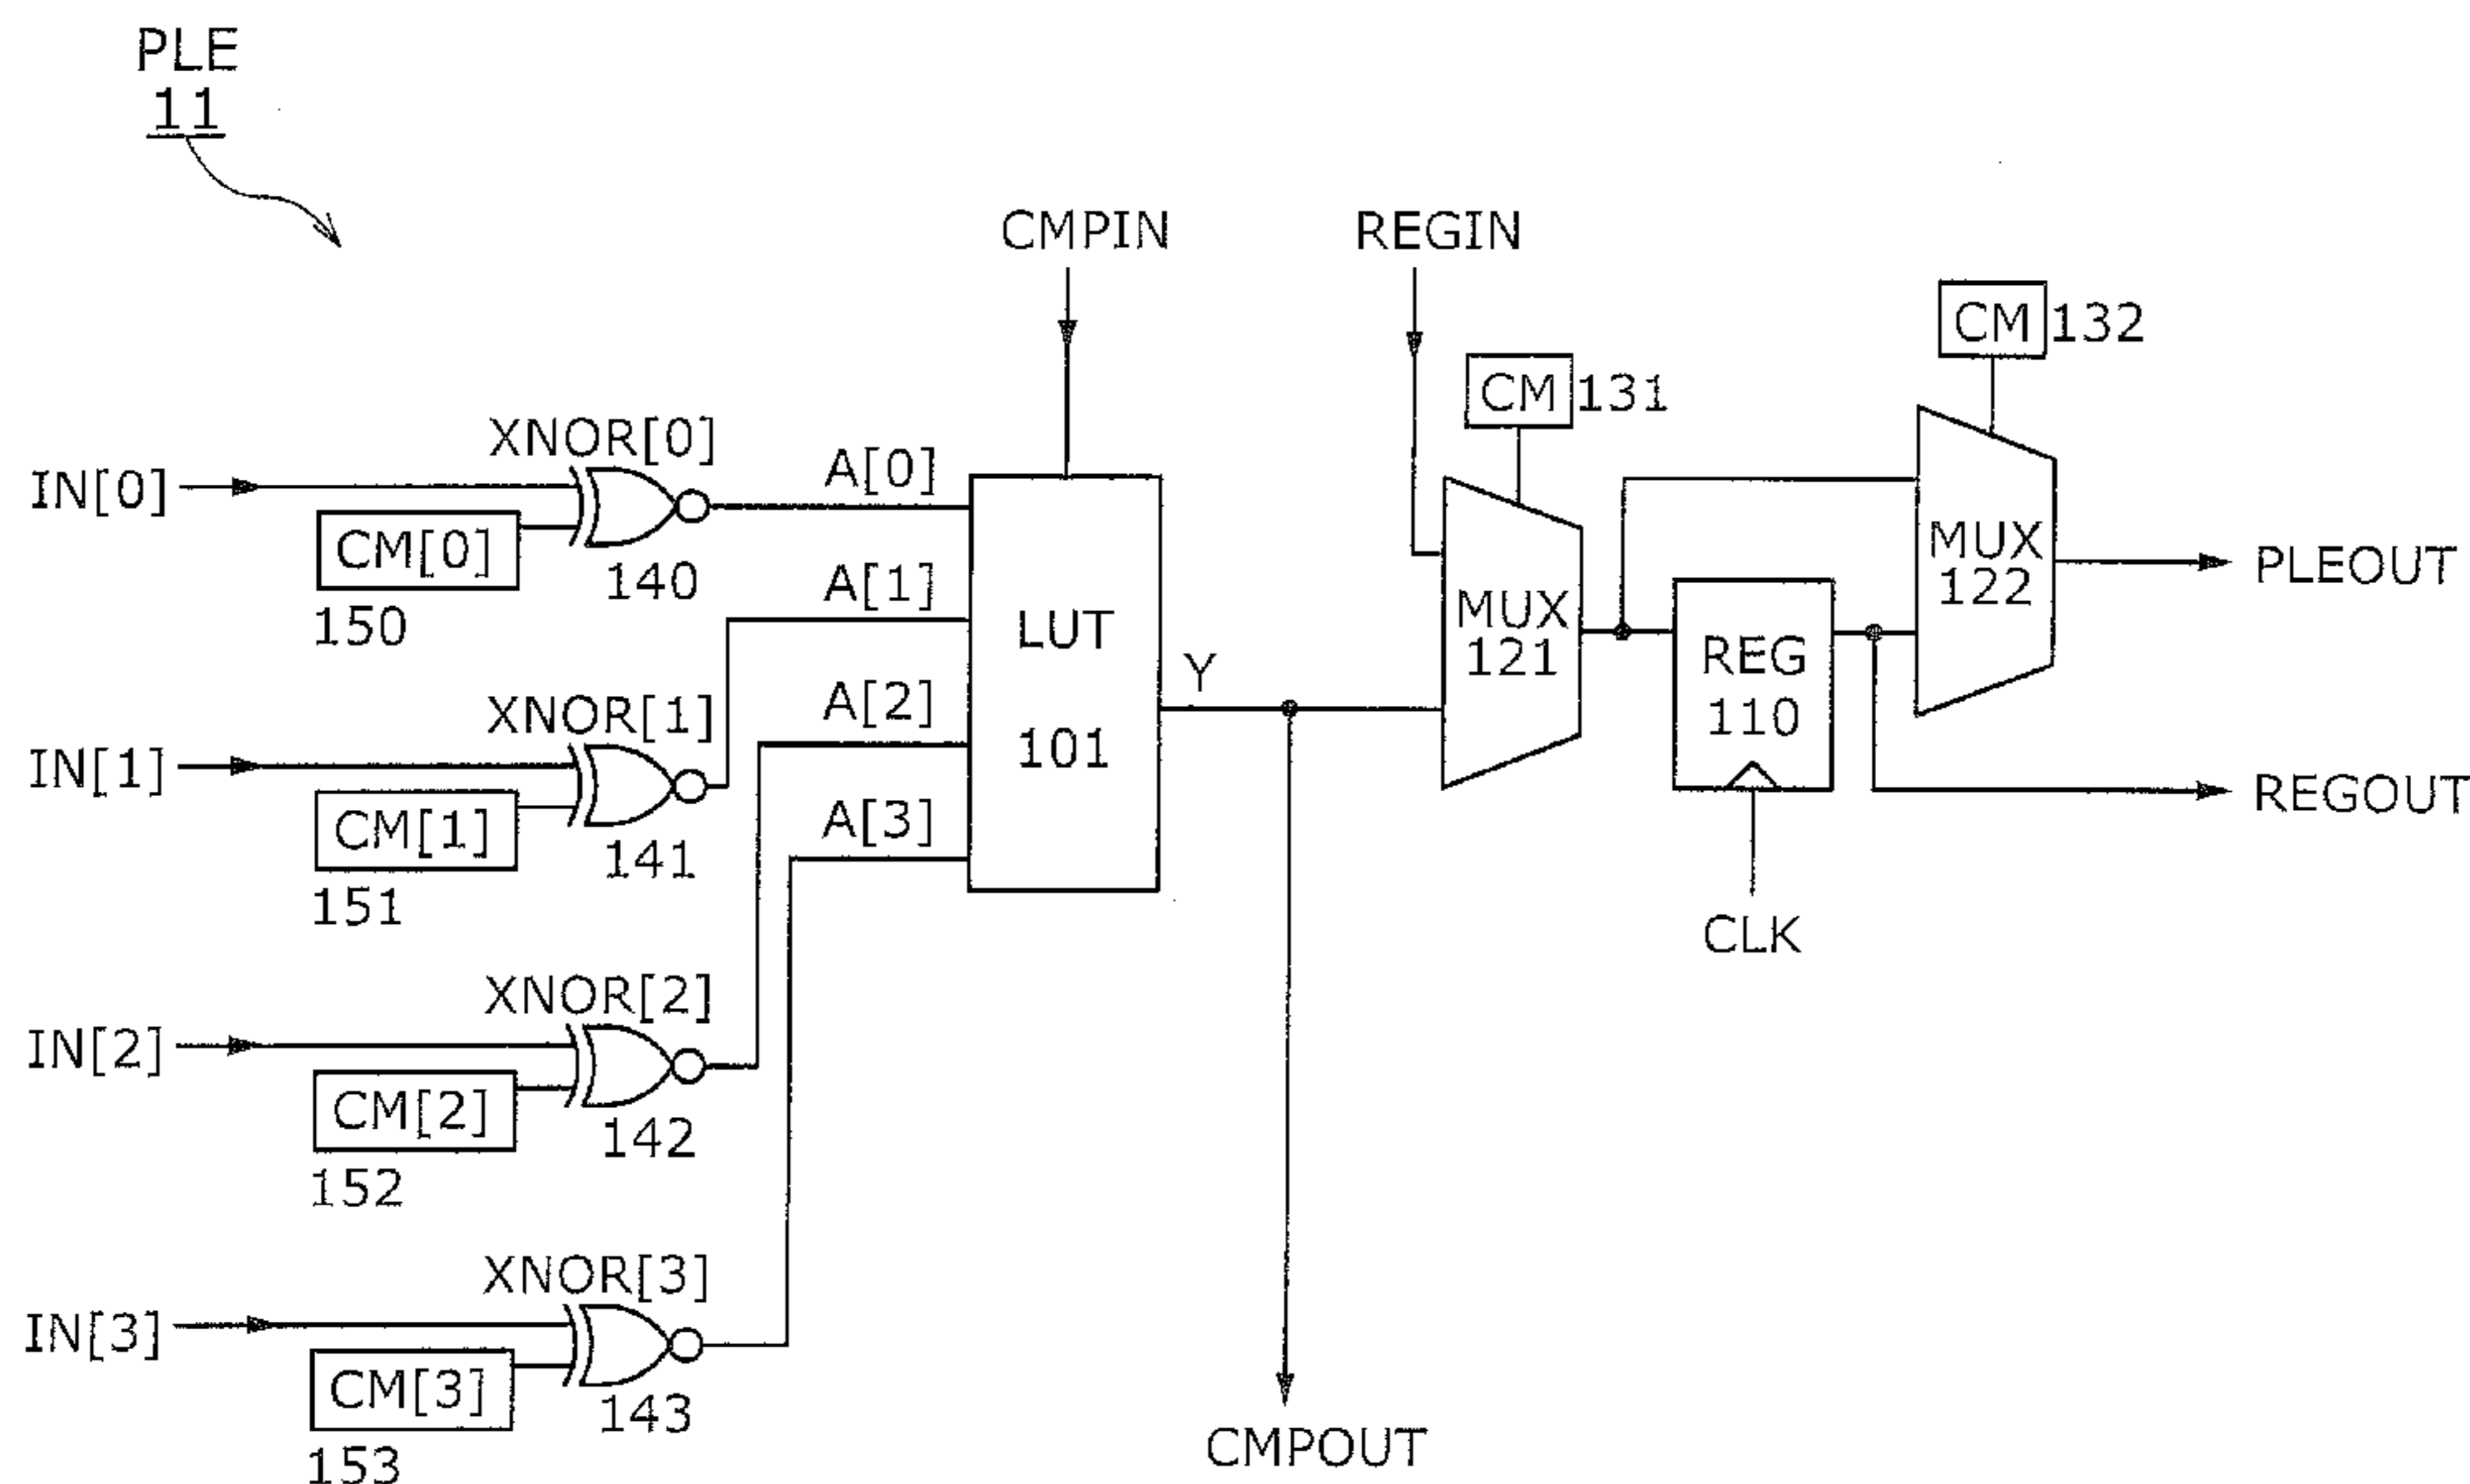 PLE
11
CMPIN
REGIN
CM 132
CM 131
XNOR[0]
A[0]
IN[0]
CM[0]
140
150
A[1]
MUX
122
PLEOUT
LUT
101
MUX
121
REG
110
Y
XNOR[1]
A[2]
IN[1]
CM[1]
141
151
A[3]
REGOUT
CLK
XNOR[2]
IN[2]
CM[2]
142
152
XNOR[3]
IN[3]
CM[3]
143
153
CMPOUT